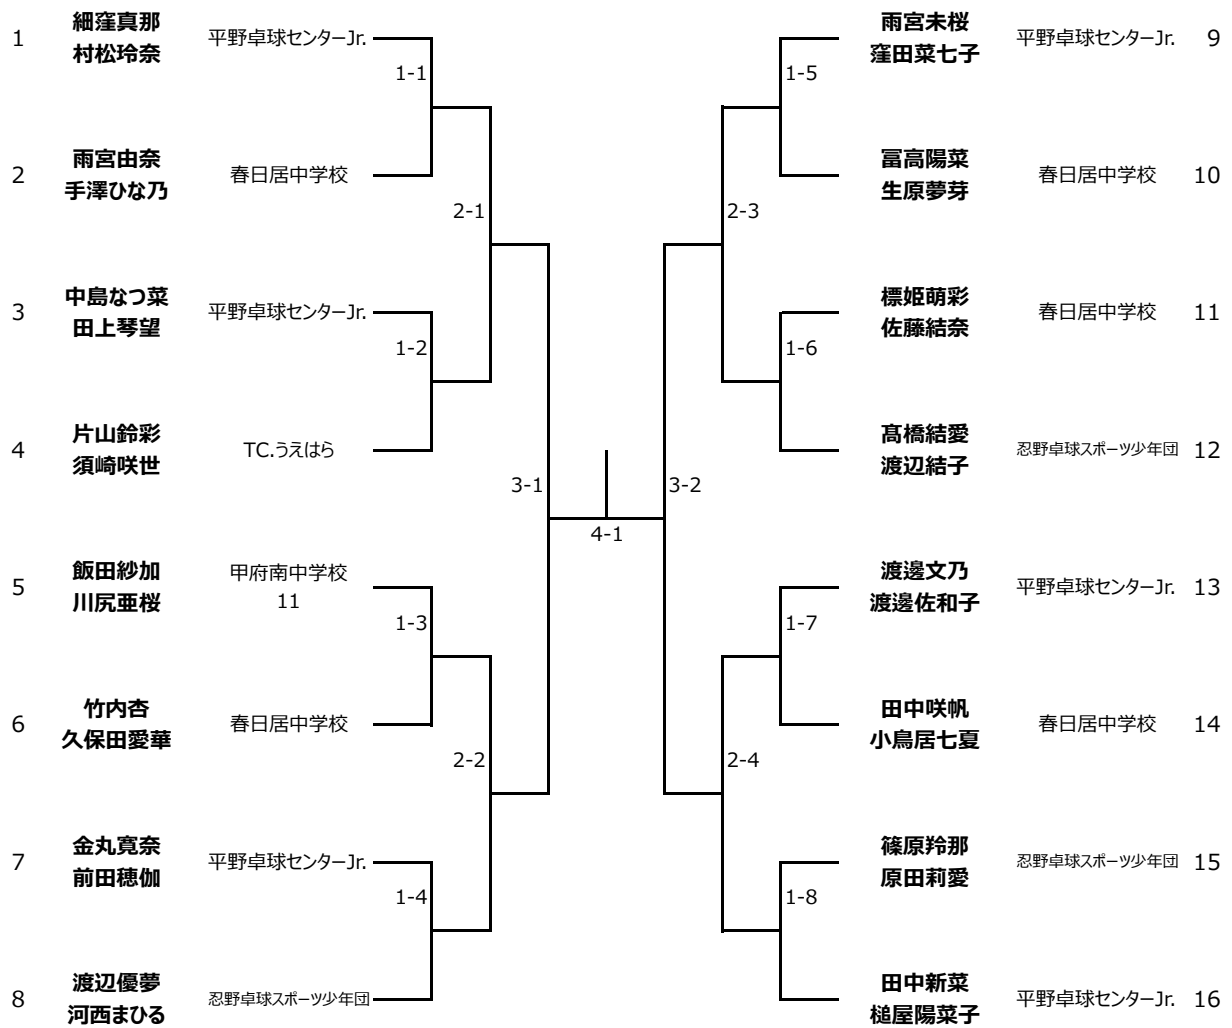 1
細窪真那
村松玲奈
平野卓球センターJr.
1-1
2
雨宮由奈
手澤ひな乃
春日居中学校
2-1
3
中島なつ菜
田上琴望
平野卓球センターJr.
1-2
4
片山鈴彩
須崎咲世
TC.うえはら
3-1
5
飯田紗加
川尻亜桜
甲府南中学校
11
1-3
6
竹内杏
久保田愛華
春日居中学校
2-2
7
金丸寛奈
前田穂伽
平野卓球センターJr.
1-4
8
渡辺優夢
河西まひる
忍野卓球スポーツ少年団
4-1
雨宮未桜
窪田菜七子
平野卓球センターJr.
9
1-5
冨高陽菜
生原夢芽
春日居中学校
10
2-3
標姫萌彩
佐藤結奈
春日居中学校
11
1-6
髙橋結愛
渡辺結子
忍野卓球スポーツ少年団
12
3-2
渡邊文乃
渡邊佐和子
平野卓球センターJr.
13
1-7
田中咲帆
小鳥居七夏
春日居中学校
14
2-4
篠原羚那
原田莉愛
忍野卓球スポーツ少年団
15
1-8
田中新菜
槌屋陽菜子
平野卓球センターJr.
16